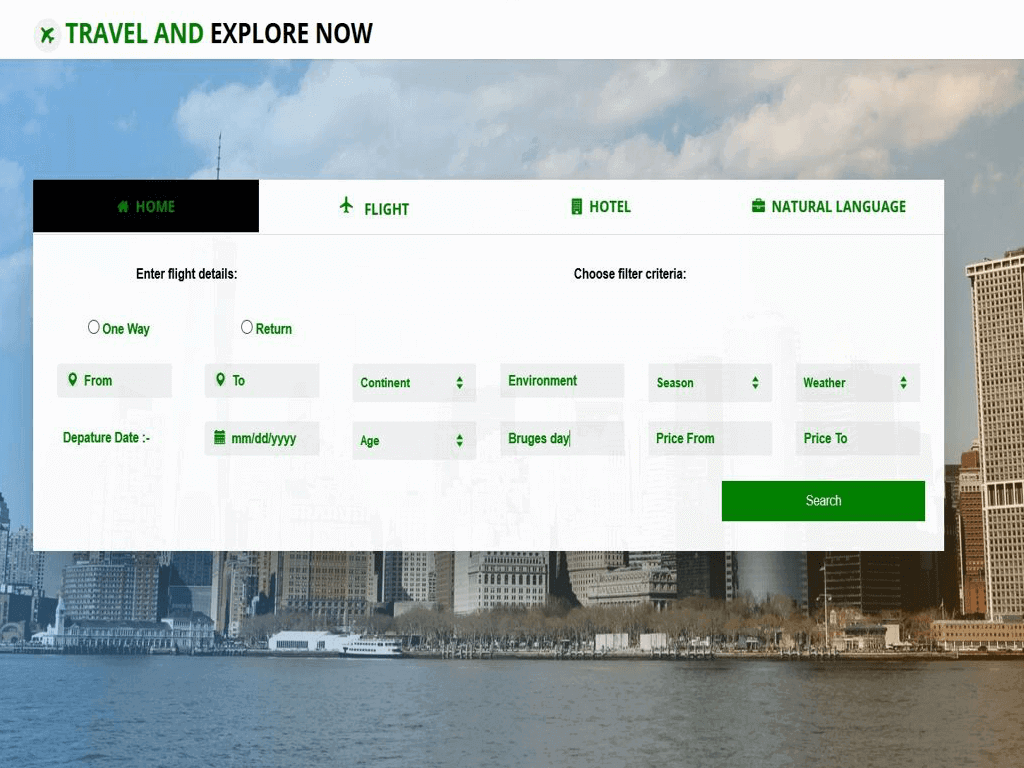 TRAVEL AND EXPLORE NOW
HOME FLIGHT HOTEL NATURAL LANGUAGE
Enter flight details: Choose filter criteria:
One Way Return
From To Continent Environment Season Weather
Depature Date :- mm/dd/yyyy Age Bruges day Price From Price To
Search